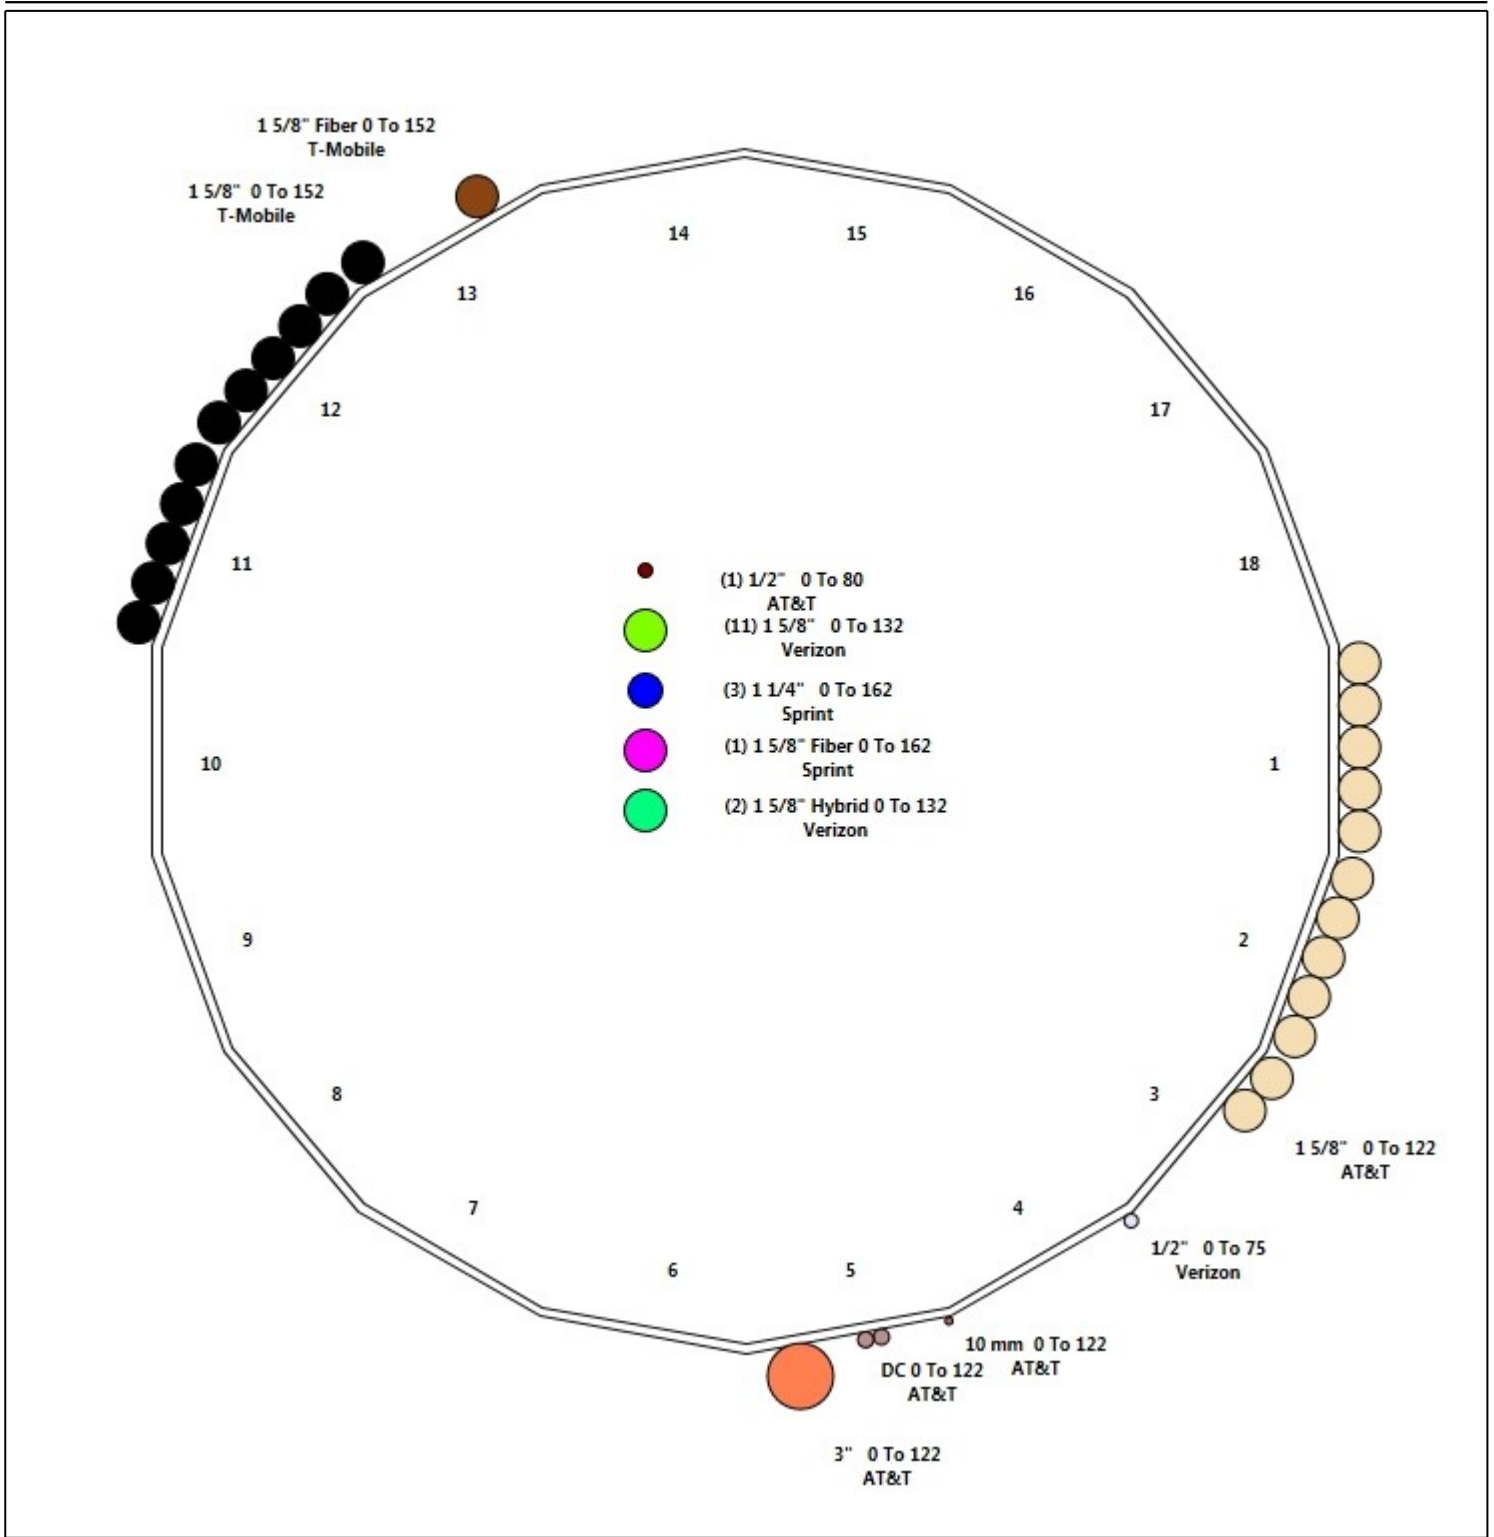 1 5/8" Fiber 0 To 152
T-Mobile
1 5/8" 0 To 152
T-Mobile
14
15
13
16
12
17
11
18
(1) 1/2" 0 To 80
AT&T
(11) 1 5/8" 0 To 132
Verizon
(3) 1 1/4" 0 To 162
Sprint
(1) 1 5/8" Fiber 0 To 162
Sprint
10
1
(2) 1 5/8" Hybrid 0 To 132
Verizon
9
2
8
3
1 5/8" 0 To 122
AT&T
7
4
1/2" 0 To 75
Verizon
6
5
10 mm 0 To 122
AT&T
DC 0 To 122
AT&T
3" 0 To 122
AT&T